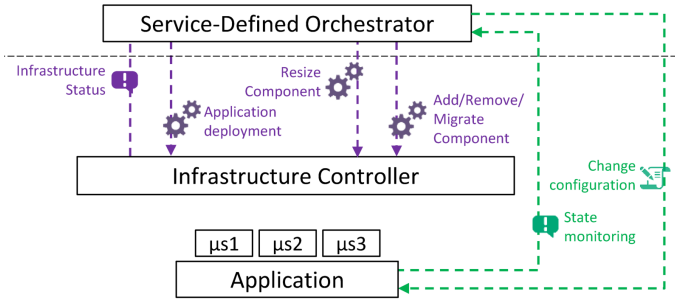 Service-Defined Orchestrator
Infrastructure
Status
Resize
Component
Application
deployment
Add/Remove/
Migrate
Component
Infrastructure Controller
Change
configuration
State
monitoring
µs1
µs2
µs3
Application